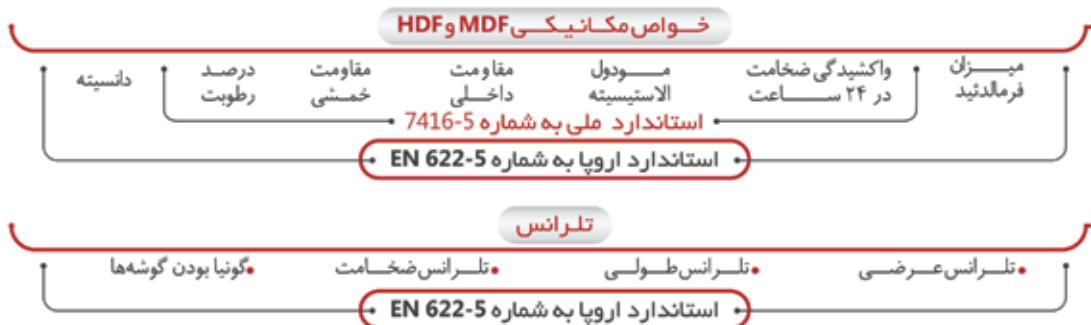 خواص مکانیکی MDF و HDF
میزان فرمالدئید
واکشیدگی ضخامت در ۲۴ ساعت
مودول الاستیسیته
مقاومت داخلی
مقاومت خمشی
درصد رطوبت
دانسیته
استاندارد ملی به شماره 5-7416
استاندارد اروپا به شماره EN 622-5
تلرانس
•تلرانس عرضی •تلرانس طولی •تلرانس ضخامت •گونیا بودن گوشه‌ها
استاندارد اروپا به شماره EN 622-5